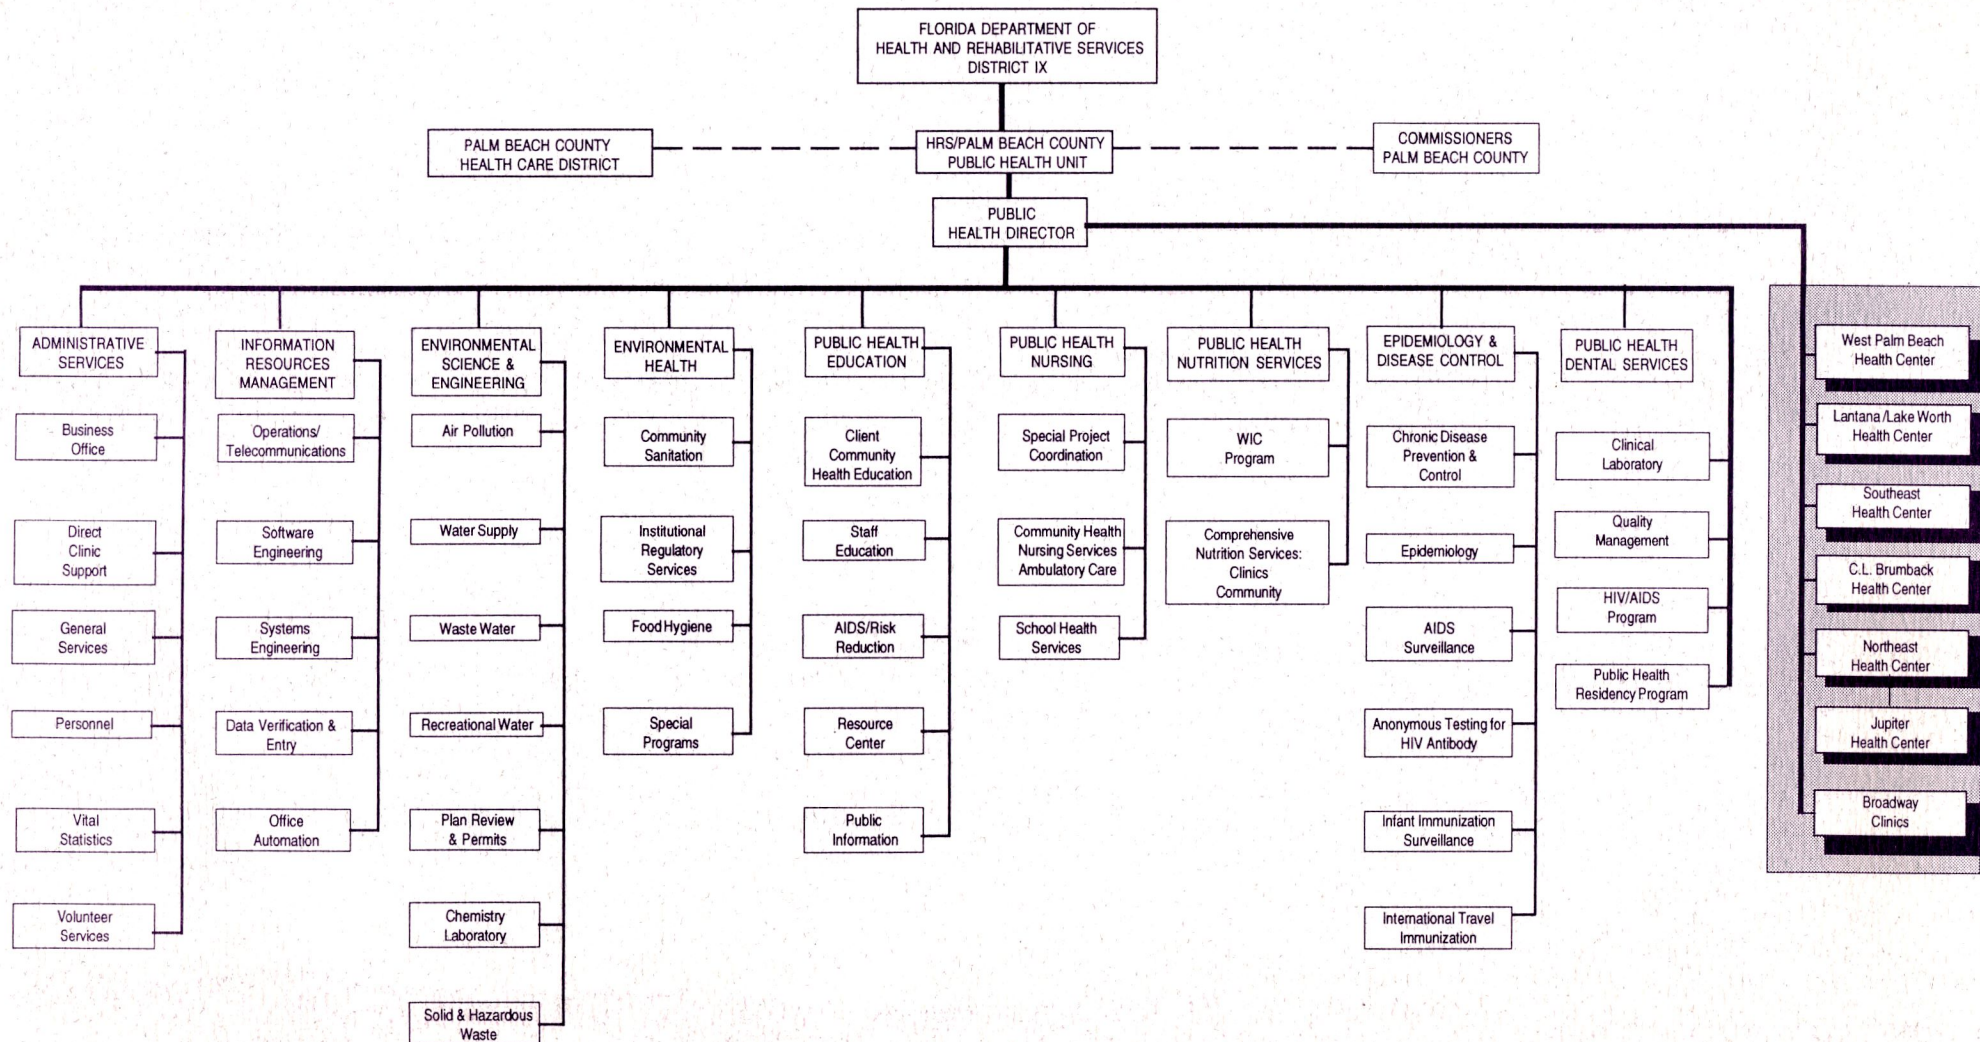 FLORIDA DEPARTMENT OF
HEALTH AND REHABILITATIVE SERVICES
DISTRICT IX
PALM BEACH COUNTY
HEALTH CARE DISTRICT
HRS/PALM BEACH COUNTY
PUBLIC HEALTH UNIT
COMMISSIONERS
PALM BEACH COUNTY
PUBLIC
HEALTH DIRECTOR
ADMINISTRATIVE
SERVICES
Business
Office
Direct
Clinic
Support
General
Services
Personnel
Vital
Statistics
Volunteer
Services
INFORMATION
RESOURCES
MANAGEMENT
Operations/
Telecommunications
Software
Engineering
Systems
Engineering
Data Verification &
Entry
Office
Automation
ENVIRONMENTAL
SCIENCE &
ENGINEERING
Air Pollution
Water Supply
Waste Water
Recreational Water
Plan Review
& Permits
Chemistry
Laboratory
Solid & Hazardous
Waste
ENVIRONMENTAL
HEALTH
Community
Sanitation
Institutional
Regulatory
Services
Food Hygiene
Special
Programs
PUBLIC HEALTH
EDUCATION
Client
Community
Health Education
Staff
Education
AIDS/Risk
Reduction
Resource
Center
Public
Information
PUBLIC HEALTH
NURSING
Special Project
Coordination
Community Health
Nursing Services
Ambulatory Care
School Health
Services
PUBLIC HEALTH
NUTRITION SERVICES
WIC
Program
Comprehensive
Nutrition Services:
Clinics
Community
EPIDEMIOLOGY &
DISEASE CONTROL
Chronic Disease
Prevention &
Control
Epidemiology
AIDS
Surveillance
Anonymous Testing for
HIV Antibody
Infant Immunization
Surveillance
International Travel
Immunization
PUBLIC HEALTH
DENTAL SERVICES
Clinical
Laboratory
Quality
Management
HIV/AIDS
Program
Public Health
Residency Program
West Palm Beach
Health Center
Lantana/Lake Worth
Health Center
Southeast
Health Center
C.L. Brumback
Health Center
Northeast
Health Center
Jupiter
Health Center
Broadway
Clinics